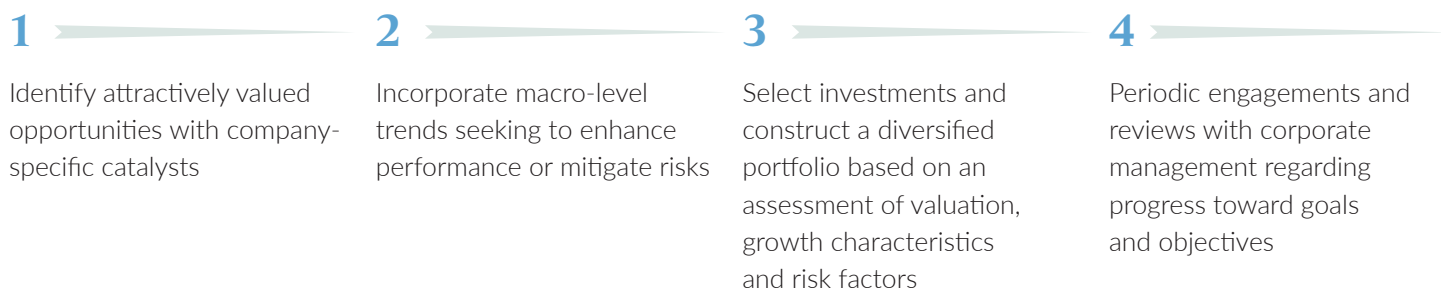 1
Identify attractively valued
opportunities with company-
specific catalysts
2
Incorporate macro-level
trends seeking to enhance
performance or mitigate risks
3
Select investments and
construct a diversified
portfolio based on an
assessment of valuation,
growth characteristics
and risk factors
4
Periodic engagements and
reviews with corporate
management regarding
progress toward goals
and objectives